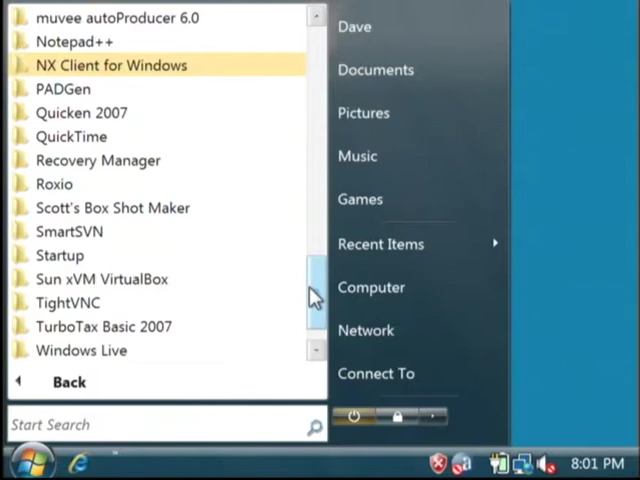 muvee autoProducer 6.0
Notepad++
NX Client for Windows
PADGen
Quicken 2007
QuickTime
Recovery Manager
Roxio
Scott's Box Shot Maker
SmartSVN
Startup
Sun xVM VirtualBox
TightVNC
TurboTax Basic 2007
Windows Live
Back
Start Search
Dave
Documents
Pictures
Music
Games
Recent Items
Computer
Network
Connect To
8:01 PM